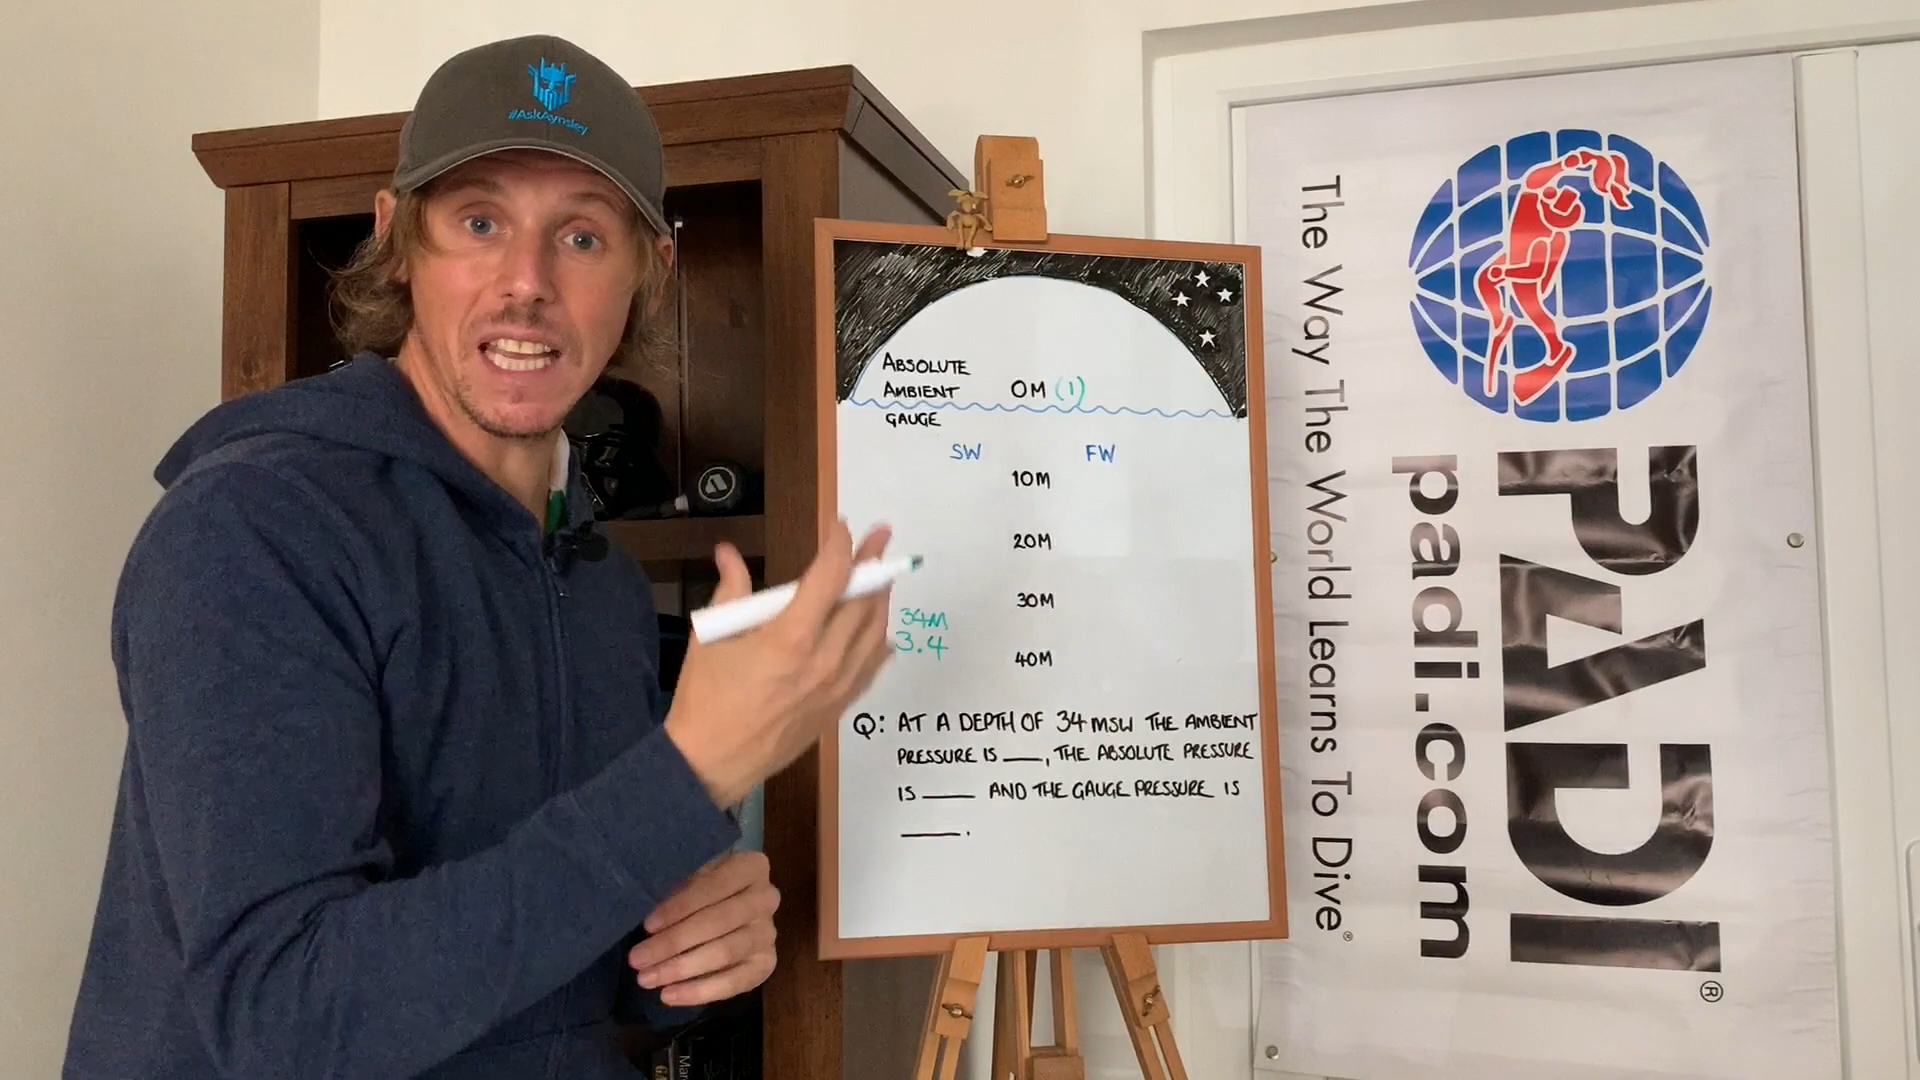 #AskAynsley
ABSOLUTE
AMBIENT 0M (1)
GAUGE
SW FW
10M
20M
30M
34M
3.4
40M
Q: AT A DEPTH OF 34 MSW THE AMBIENT
PRESSURE IS ___, THE ABSOLUTE PRESSURE
IS ____ AND THE GAUGE PRESSURE IS
____.
PADI®
padi.com
The Way The World Learns To Dive®